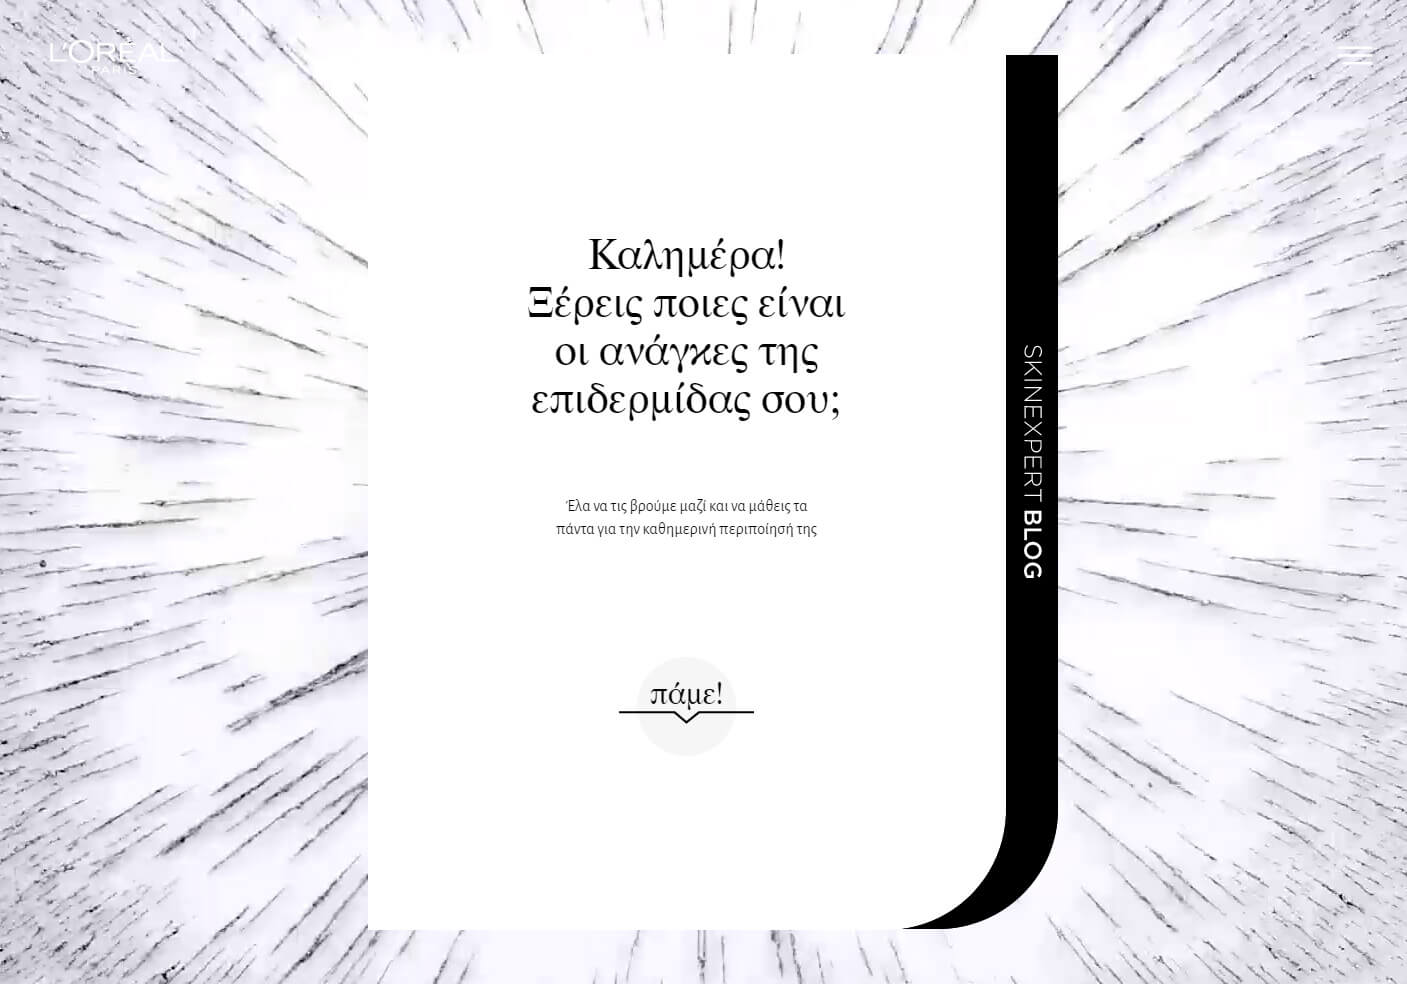 L'ORÉAL
PARIS
Καλημέρα!
Ξέρεις ποιες είναι
οι ανάγκες της
επιδερμίδας σου;
Έλα να τις βρούμε μαζί και να μάθεις τα
πάντα για την καθημερινή περιποίησή της
πάμε!
SKINEXPERT BLOG